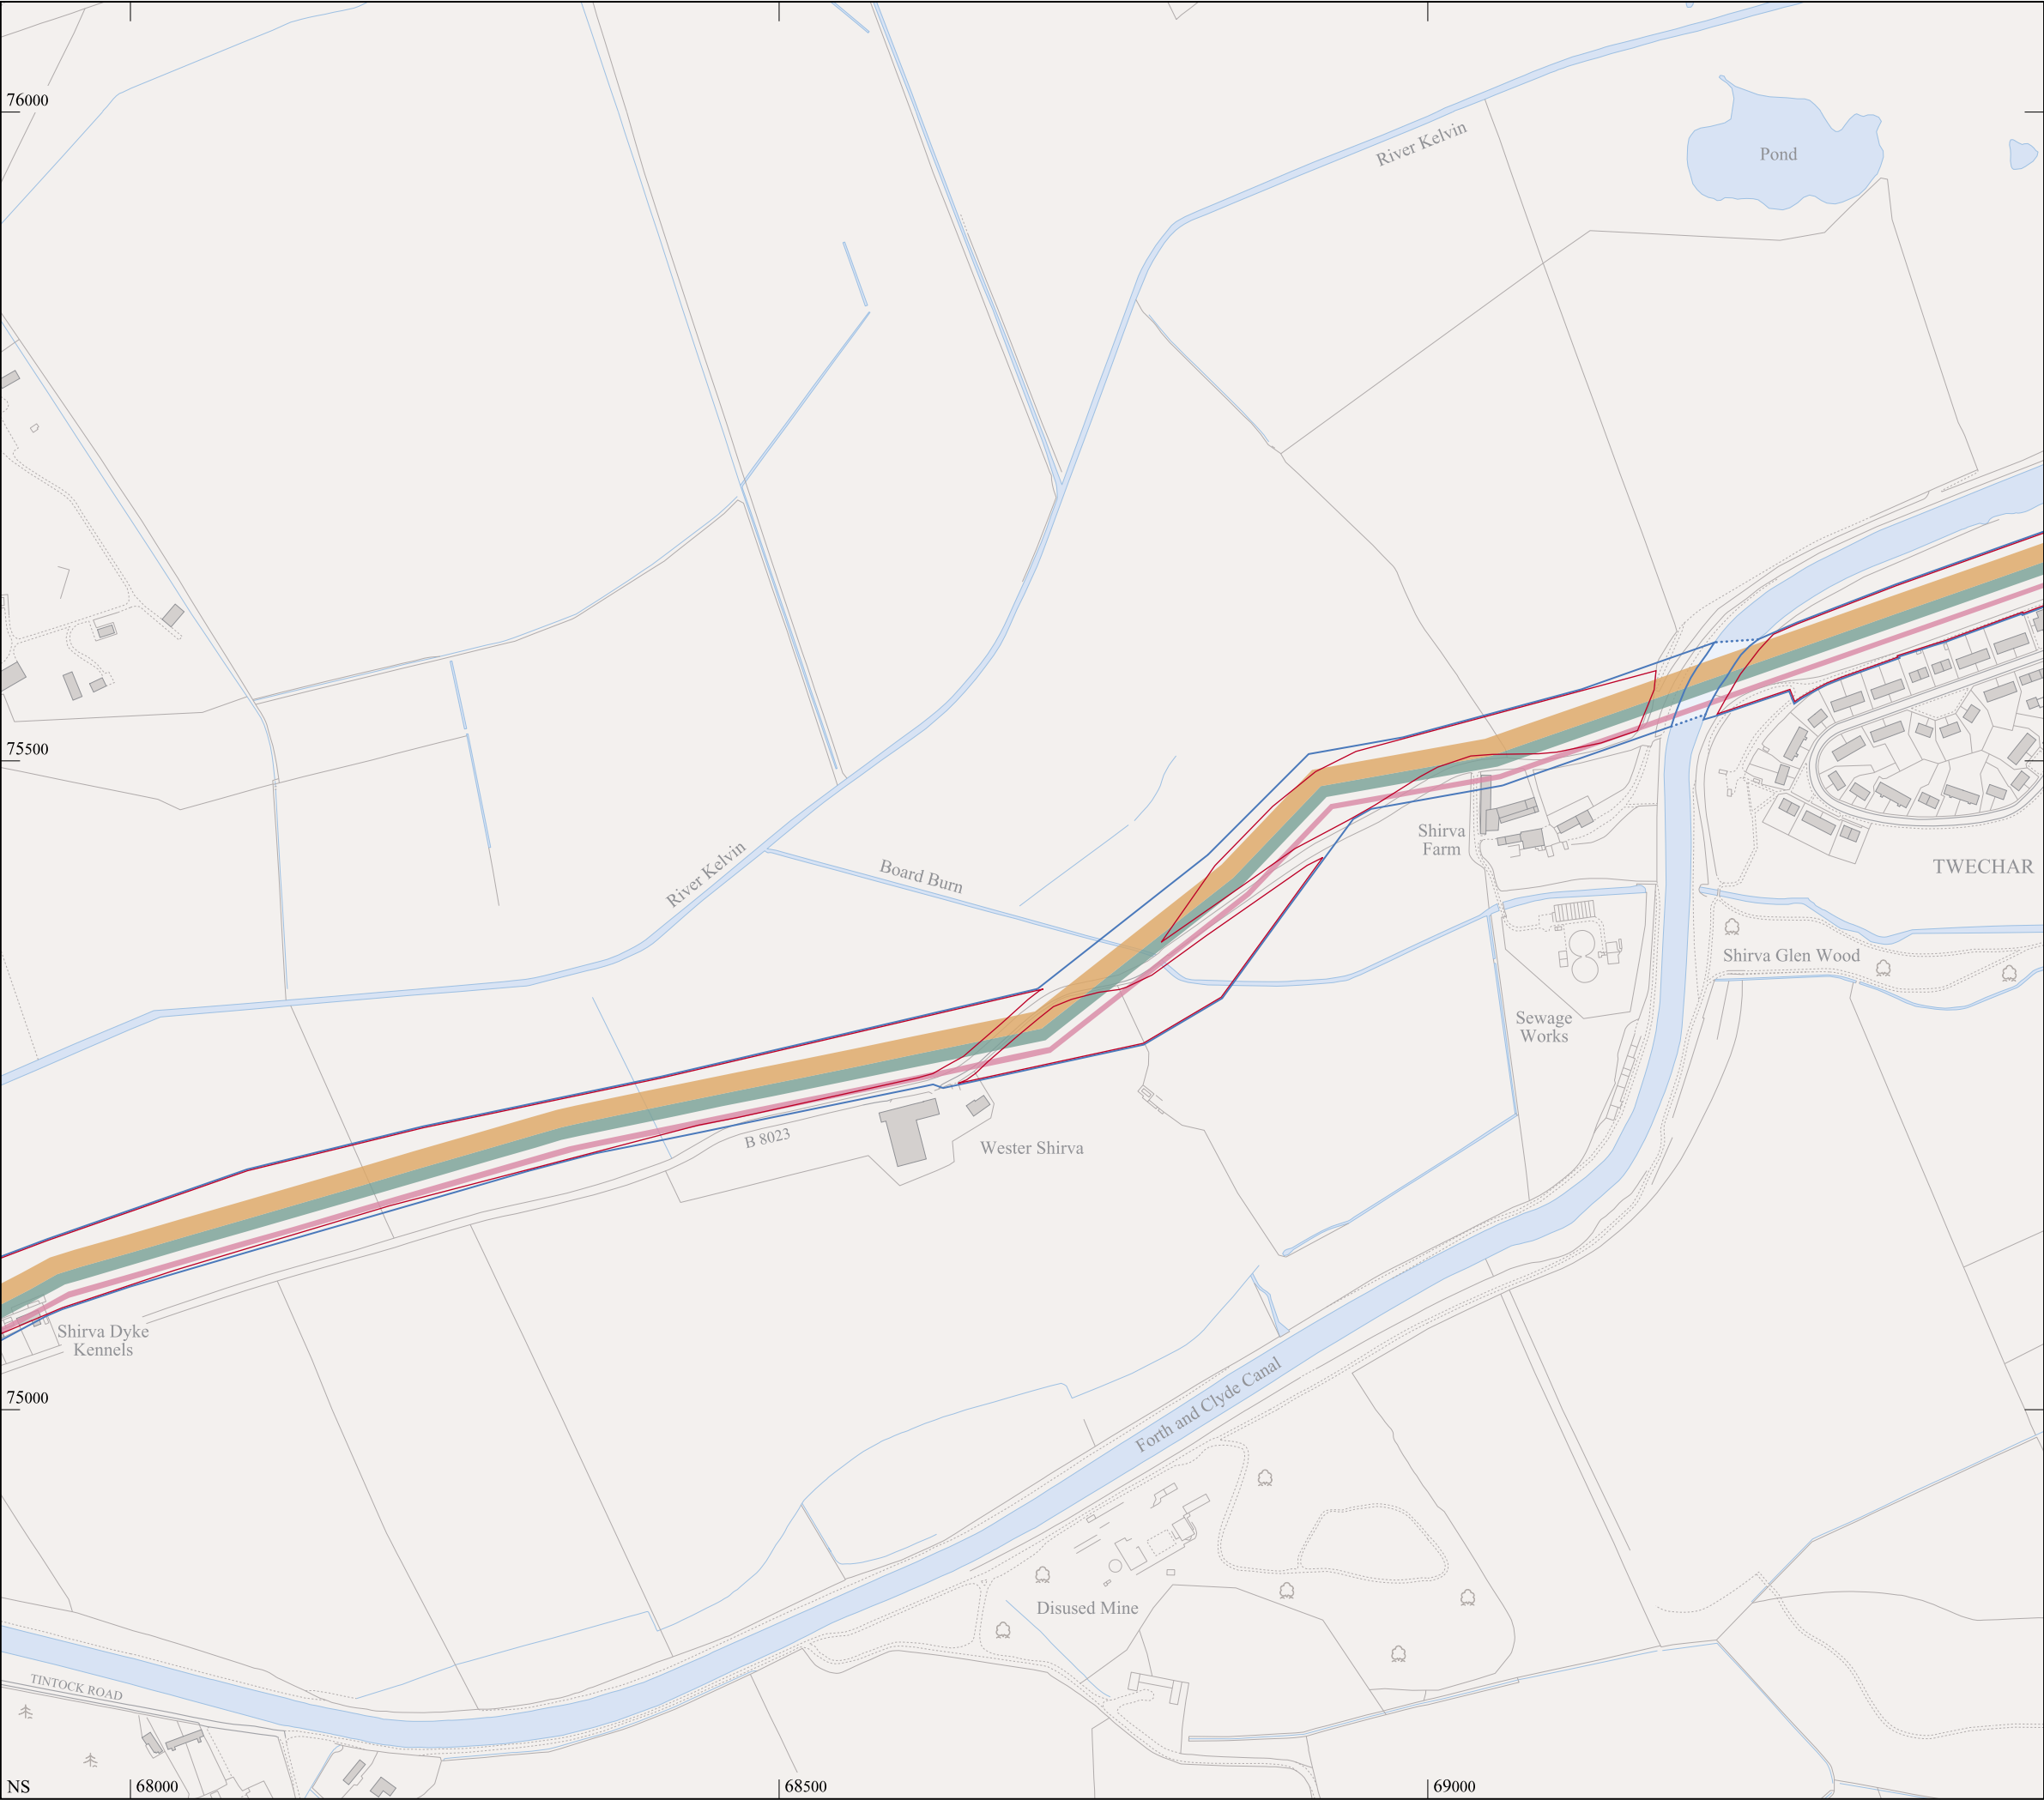 76000
River Kelvin
Pond
75500
Shirva
Farm
River Kelvin
Board Burn
TWECHAR
Shirva Glen Wood
Sewage
Works
B 8023
Wester Shirva
Shirva Dyke
Kennels
75000
Forth and Clyde Canal
Disused Mine
TINTOCK ROAD
NS
68000
68500
69000